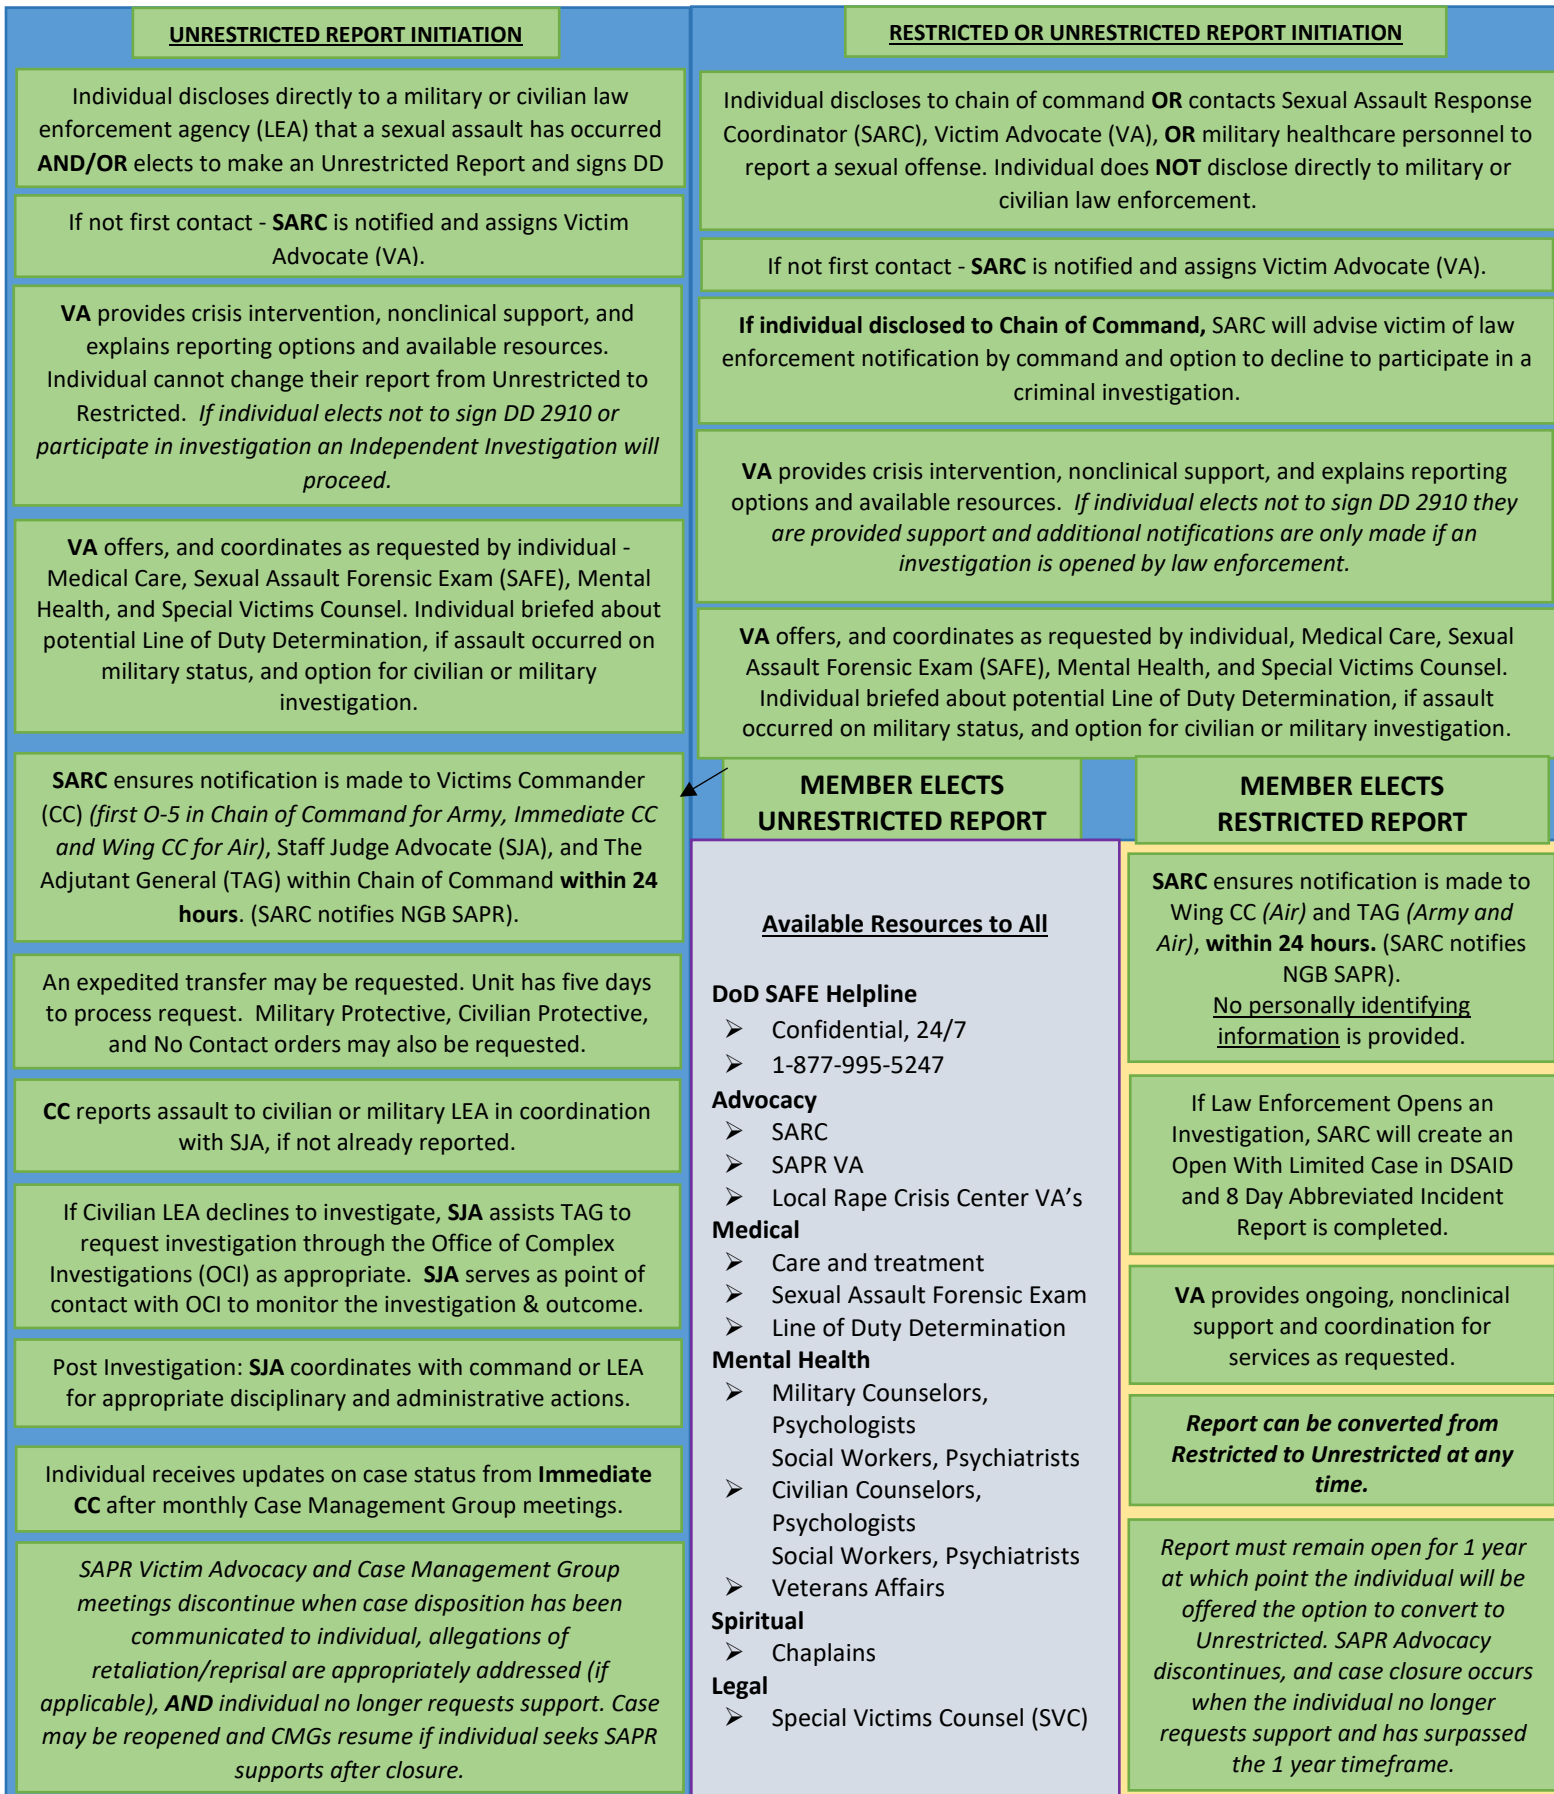 UNRESTRICTED REPORT INITIATION
Individual discloses directly to a military or civilian law
enforcement agency (LEA) that a sexual assault has occurred
AND/OR elects to make an Unrestricted Report and signs DD
If not first contact - SARC is notified and assigns Victim
Advocate (VA).
VA provides crisis intervention, nonclinical support, and
explains reporting options and available resources.
Individual cannot change their report from Unrestricted to
Restricted. If individual elects not to sign DD 2910 or
participate in investigation an Independent Investigation will
proceed.
VA offers, and coordinates as requested by individual -
Medical Care, Sexual Assault Forensic Exam (SAFE), Mental
Health, and Special Victims Counsel. Individual briefed about
potential Line of Duty Determination, if assault occurred on
military status, and option for civilian or military
investigation.
SARC ensures notification is made to Victims Commander
(CC) (first O-5 in Chain of Command for Army, Immediate CC
and Wing CC for Air), Staff Judge Advocate (SJA), and The
Adjutant General (TAG) within Chain of Command within 24
hours. (SARC notifies NGB SAPR).
An expedited transfer may be requested. Unit has five days
to process request. Military Protective, Civilian Protective,
and No Contact orders may also be requested.
CC reports assault to civilian or military LEA in coordination
with SJA, if not already reported.
If Civilian LEA declines to investigate, SJA assists TAG to
request investigation through the Office of Complex
Investigations (OCI) as appropriate. SJA serves as point of
contact with OCI to monitor the investigation & outcome.
Post Investigation: SJA coordinates with command or LEA
for appropriate disciplinary and administrative actions.
Individual receives updates on case status from Immediate
CC after monthly Case Management Group meetings.
SAPR Victim Advocacy and Case Management Group
meetings discontinue when case disposition has been
communicated to individual, allegations of
retaliation/reprisal are appropriately addressed (if
applicable), AND individual no longer requests support. Case
may be reopened and CMGs resume if individual seeks SAPR
supports after closure.
RESTRICTED OR UNRESTRICTED REPORT INITIATION
Individual discloses to chain of command OR contacts Sexual Assault Response
Coordinator (SARC), Victim Advocate (VA), OR military healthcare personnel to
report a sexual offense. Individual does NOT disclose directly to military or
civilian law enforcement.
If not first contact - SARC is notified and assigns Victim Advocate (VA).
If individual disclosed to Chain of Command, SARC will advise victim of law
enforcement notification by command and option to decline to participate in a
criminal investigation.
VA provides crisis intervention, nonclinical support, and explains reporting
options and available resources. If individual elects not to sign DD 2910 they
are provided support and additional notifications are only made if an
investigation is opened by law enforcement.
VA offers, and coordinates as requested by individual, Medical Care, Sexual
Assault Forensic Exam (SAFE), Mental Health, and Special Victims Counsel.
Individual briefed about potential Line of Duty Determination, if assault
occurred on military status, and option for civilian or military investigation.
MEMBER ELECTS
UNRESTRICTED REPORT
Available Resources to All
DoD SAFE Helpline
➢ Confidential, 24/7
➢ 1-877-995-5247
Advocacy
➢ SARC
➢ SAPR VA
➢ Local Rape Crisis Center VA's
Medical
➢ Care and treatment
➢ Sexual Assault Forensic Exam
➢ Line of Duty Determination
Mental Health
➢ Military Counselors,
Psychologists
Social Workers, Psychiatrists
➢ Civilian Counselors,
Psychologists
Social Workers, Psychiatrists
➢ Veterans Affairs
Spiritual
➢ Chaplains
Legal
➢ Special Victims Counsel (SVC)
MEMBER ELECTS
RESTRICTED REPORT
SARC ensures notification is made to
Wing CC (Air) and TAG (Army and
Air), within 24 hours. (SARC notifies
NGB SAPR).
No personally identifying
information is provided.
If Law Enforcement Opens an
Investigation, SARC will create an
Open With Limited Case in DSAID
and 8 Day Abbreviated Incident
Report is completed.
VA provides ongoing, nonclinical
support and coordination for
services as requested.
Report can be converted from
Restricted to Unrestricted at any
time.
Report must remain open for 1 year
at which point the individual will be
offered the option to convert to
Unrestricted. SAPR Advocacy
discontinues, and case closure occurs
when the individual no longer
requests support and has surpassed
the 1 year timeframe.